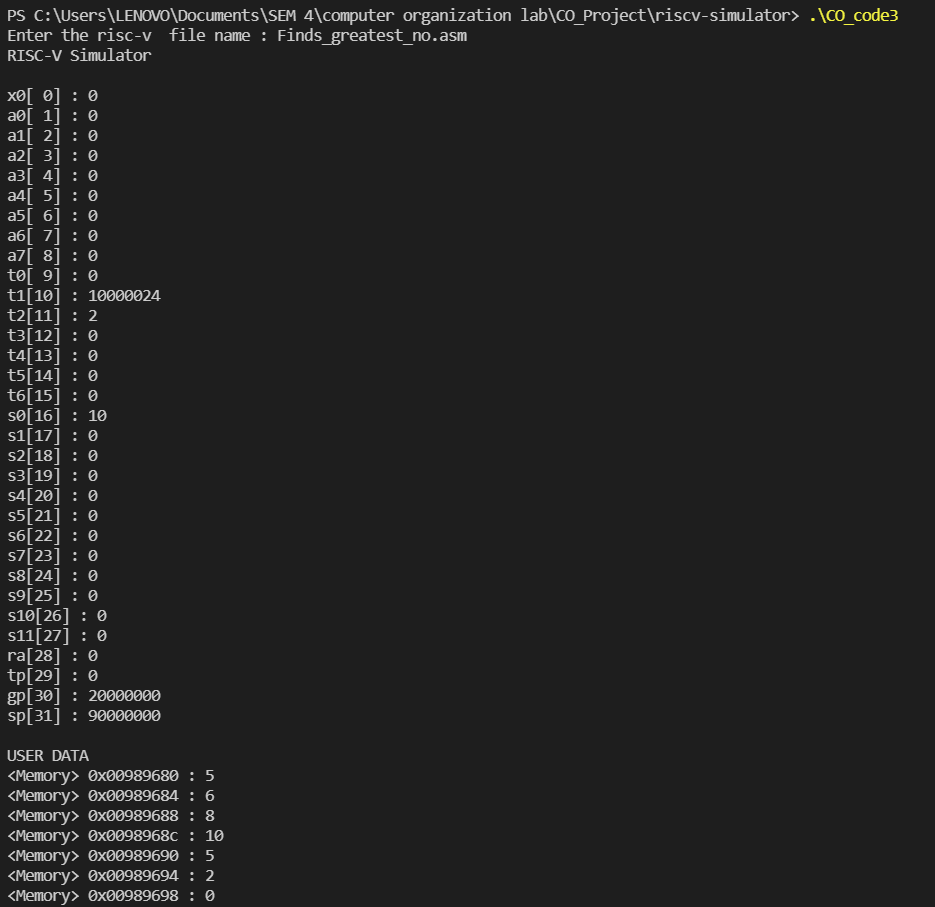 PS C:\Users\LENOVO\Documents\SEM 4\computer organization lab\CO_Project\riscv-simulator> .\CO_code3
Enter the risc-v  file name : Finds_greatest_no.asm
RISC-V Simulator

x0[ 0] : 0
a0[ 1] : 0
a1[ 2] : 0
a2[ 3] : 0
a3[ 4] : 0
a4[ 5] : 0
a5[ 6] : 0
a6[ 7] : 0
a7[ 8] : 0
t0[ 9] : 0
t1[10] : 10000024
t2[11] : 2
t3[12] : 0
t4[13] : 0
t5[14] : 0
t6[15] : 0
s0[16] : 10
s1[17] : 0
s2[18] : 0
s3[19] : 0
s4[20] : 0
s5[21] : 0
s6[22] : 0
s7[23] : 0
s8[24] : 0
s9[25] : 0
s10[26] : 0
s11[27] : 0
ra[28] : 0
tp[29] : 0
gp[30] : 20000000
sp[31] : 90000000

USER DATA
<Memory> 0x00989680 : 5
<Memory> 0x00989684 : 6
<Memory> 0x00989688 : 8
<Memory> 0x0098968c : 10
<Memory> 0x00989690 : 5
<Memory> 0x00989694 : 2
<Memory> 0x00989698 : 0